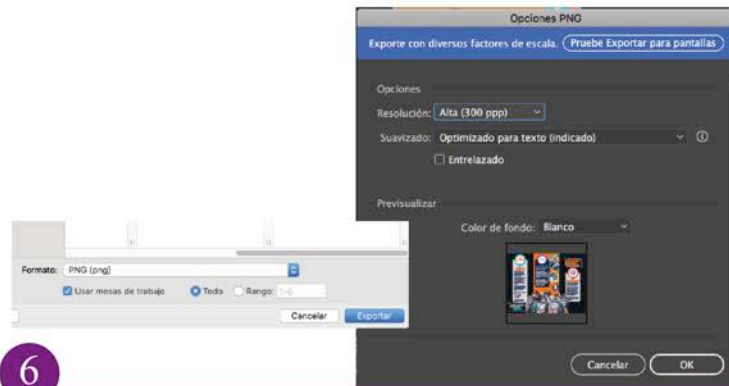 Opciones PNG
Exporte con diversos factores de escala. Pruebe Exportar para pantallas
Opciones
Resolución: Alta (300 ppp)
Suavizado: Optimizado para texto (indicado)
Entrelazado
Previsualizar
Color de fondo: Blanco
Cancelar OK
Formato: PNG (png)
Usar mesas de trabajo Todo Rango: 1-6
Cancelar Exportar
6